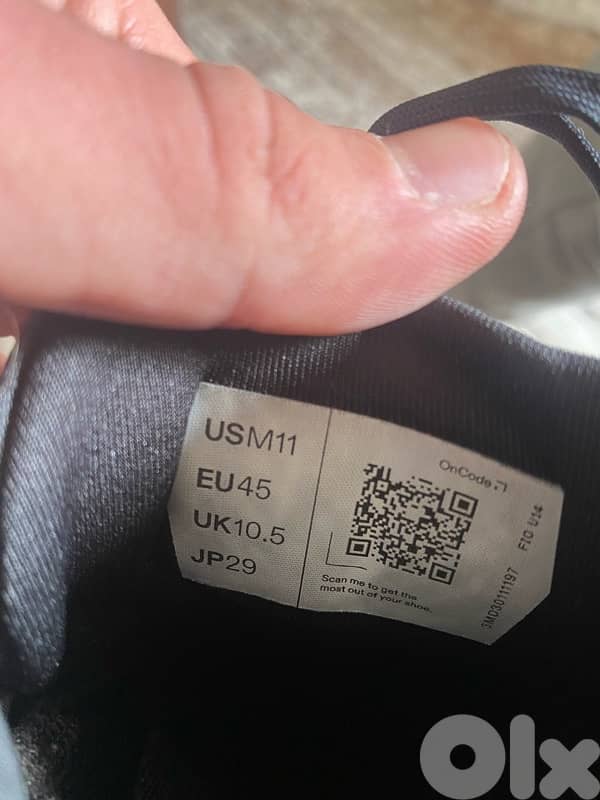 USM11
EU45
UK10.5
JP29
OnCode
Scan me to get the
most out of your shoe.
3MD30111197 F70 U14
Olx